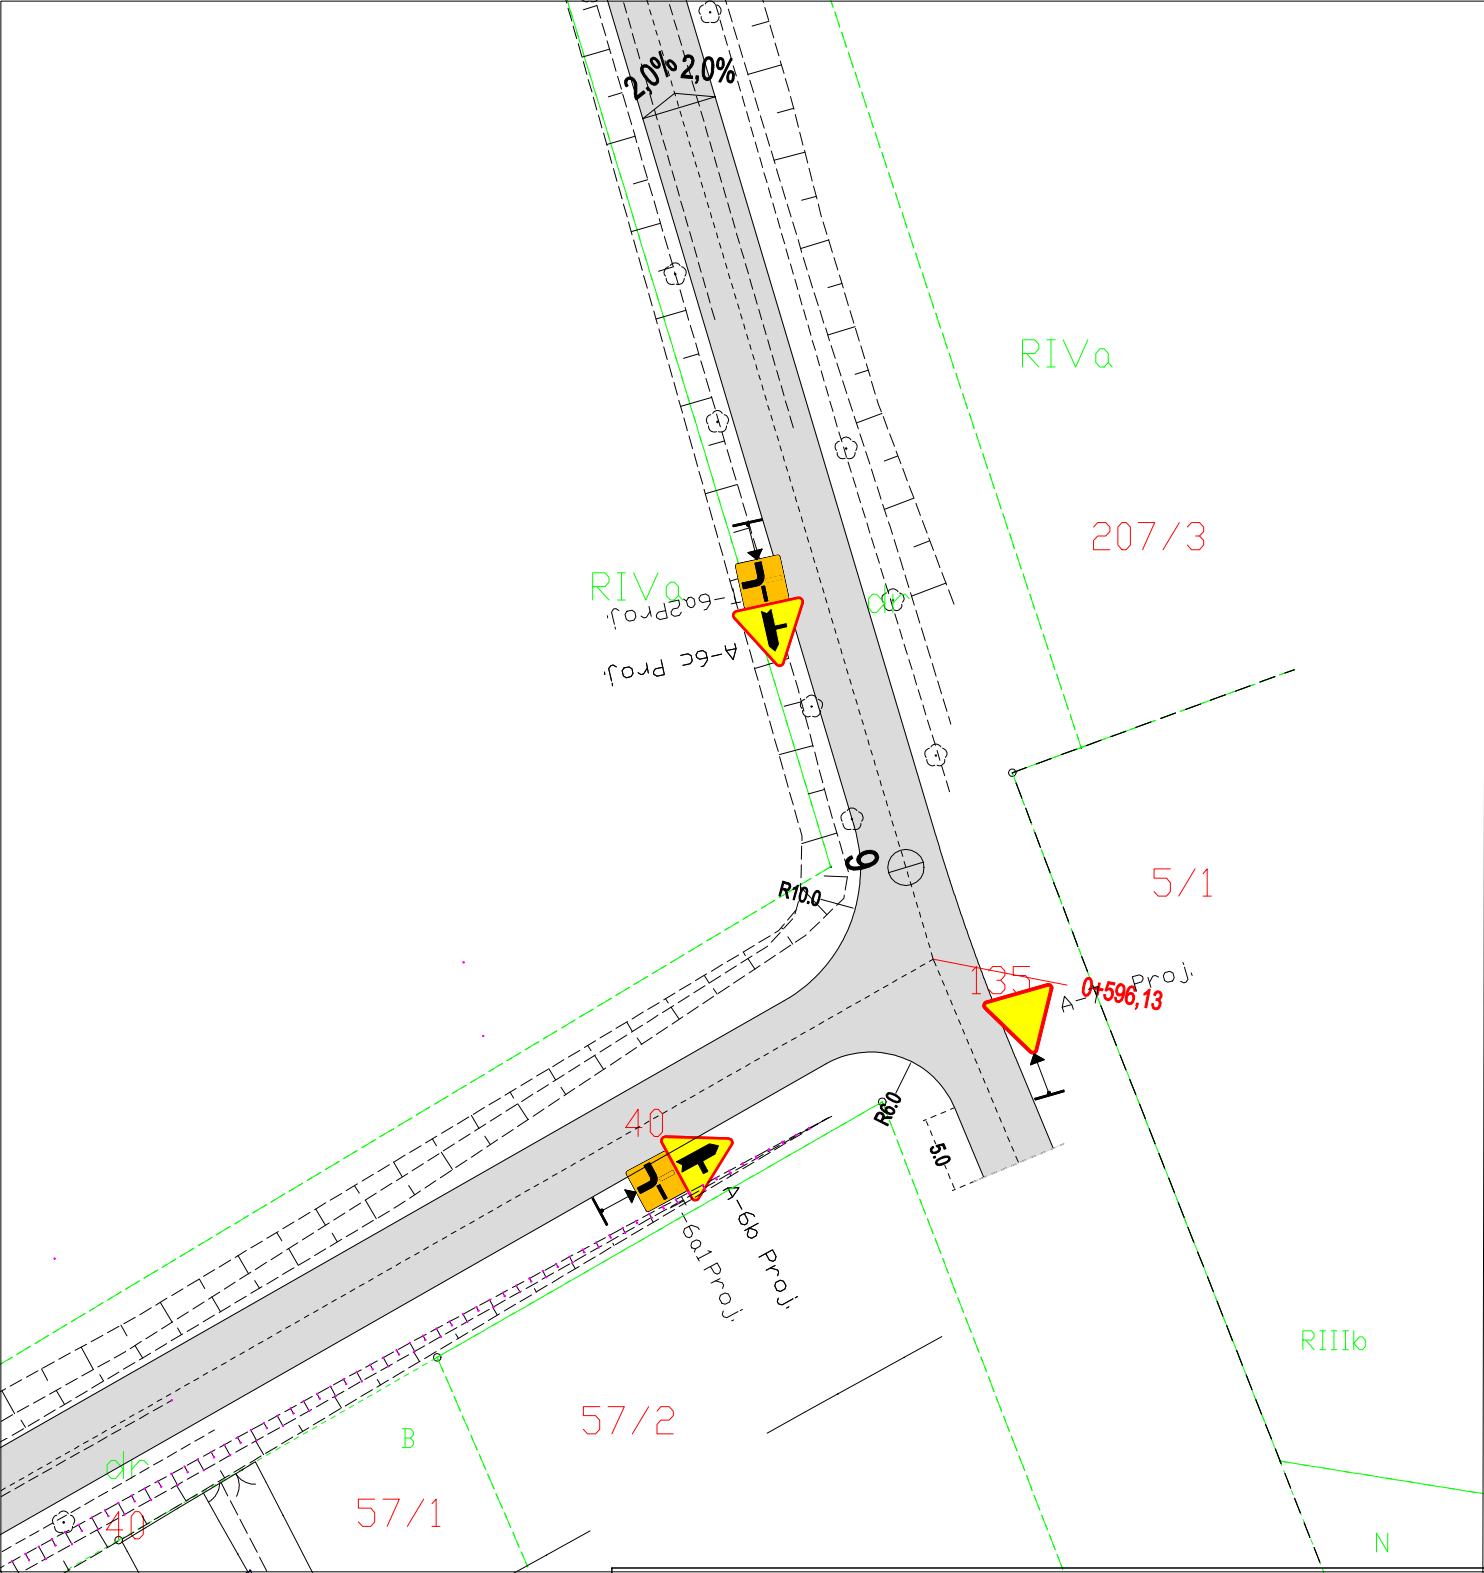 2,0% 2,0%
RIVa
207/3
RIVa
-6a2Proj.
dr
A-6c Proj.
5/1
9
R10.0
135
A-7 Proj.
0+596,13
40
R6.0
5.0
A-6b Proj.
-6a1Proj.
RIIIb
57/2
B
dr
57/1
40
N